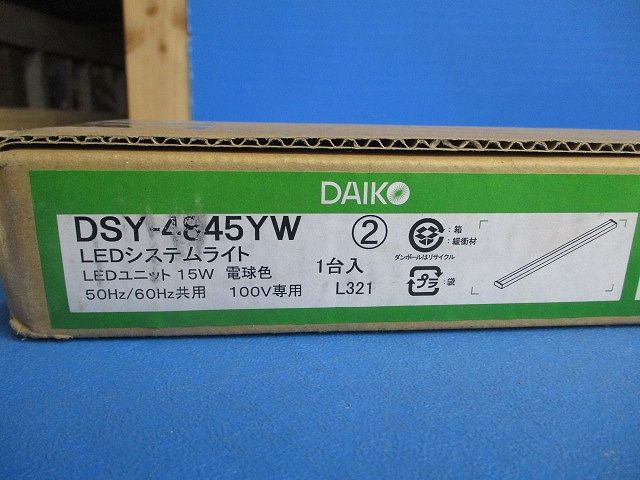 DAIKO
DSY-4845YW ②
LEDシステムライト
LEDユニット 15W 電球色 1台入
50Hz/60Hz共用 100V専用 L321
:箱
:緩衝材
ダンボールはリサイクル
プラ :袋